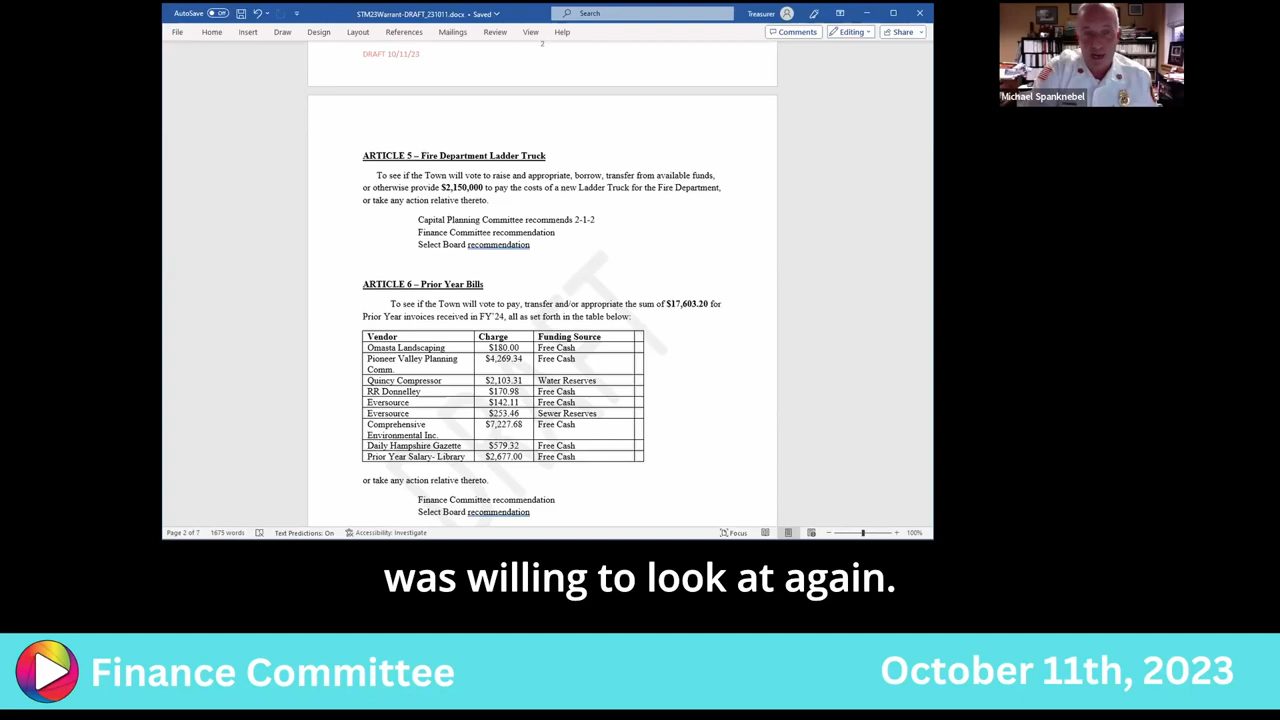 AutoSave Off STM23Warrant-DRAFT_231011.docx • Saved Search Treasurer
File Home Insert Draw Design Layout References Mailings Review View Help Comments Editing Share
2
DRAFT 10/11/23
ARTICLE 5 – Fire Department Ladder Truck
To see if the Town will vote to raise and appropriate, borrow, transfer from available funds,
or otherwise provide $2,150,000 to pay the costs of a new Ladder Truck for the Fire Department,
or take any action relative thereto.
Capital Planning Committee recommends 2-1-2
Finance Committee recommendation
Select Board recommendation
ARTICLE 6 – Prior Year Bills
To see if the Town will vote to pay, transfer and/or appropriate the sum of $17,603.20 for
Prior Year invoices received in FY'24, all as set forth in the table below:
Vendor Charge Funding Source
Omasta Landscaping $180.00 Free Cash
Pioneer Valley Planning $4,269.34 Free Cash
Comm.
Quincy Compressor $2,103.31 Water Reserves
RR Donnelley $170.98 Free Cash
Eversource $142.11 Free Cash
Eversource $253.46 Sewer Reserves
Comprehensive $7,227.68 Free Cash
Environmental Inc.
Daily Hampshire Gazette $579.32 Free Cash
Prior Year Salary- Library $2,677.00 Free Cash
or take any action relative thereto.
Finance Committee recommendation
Select Board recommendation
DRAFT
Page 2 of 7 1675 words Text Predictions: On Accessibility: Investigate Focus 100%
Michael Spanknebel
was willing to look at again.
Finance Committee
October 11th, 2023